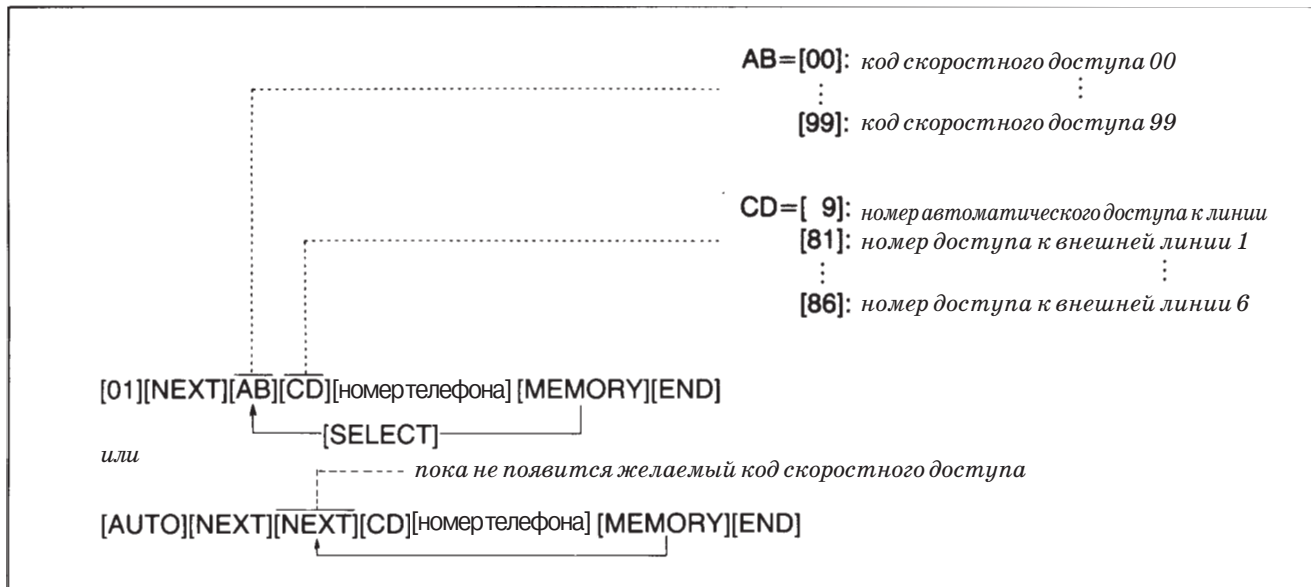 AB=[00]: код скоростного доступа 00
[99]: код скоростного доступа 99
CD=[ 9]: номер автоматического доступа к линии
[81]: номер доступа к внешней линии 1
[86]: номер доступа к внешней линии 6
[01][NEXT][AB][CD][номер телефона] [MEMORY][END]
[SELECT]
или
пока не появится желаемый код скоростного доступа
[AUTO][NEXT][NEXT][CD][номер телефона] [MEMORY][END]